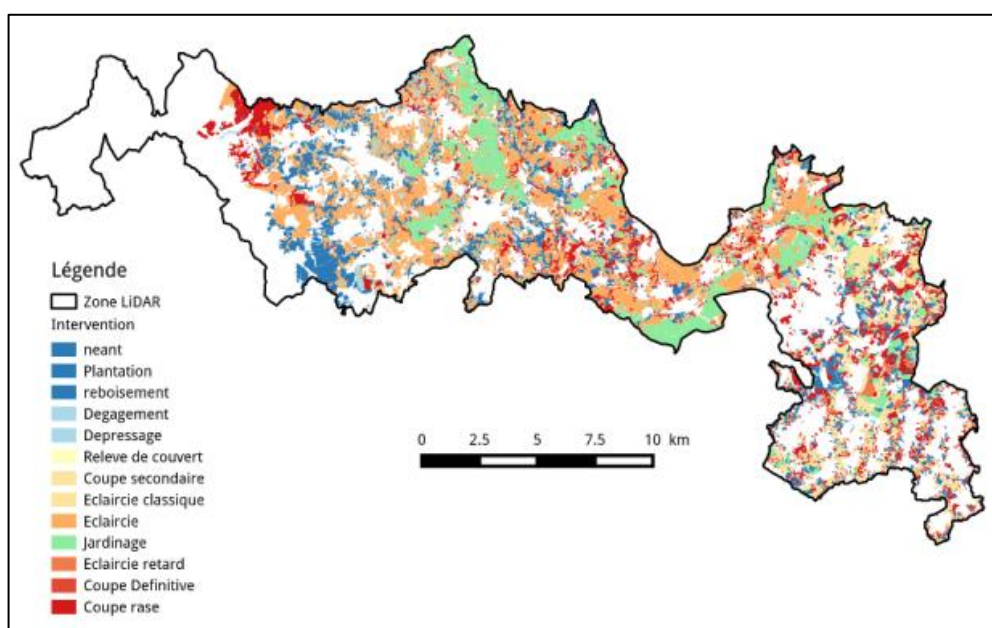 Légende
Zone LiDAR
Intervention
neant
Plantation
reboisement
Degagement
Depressage
Releve de couvert
Coupe secondaire
Eclaircie classique
Eclaircie
Jardinage
Eclaircie retard
Coupe Definitive
Coupe rase
0 2.5 5 7.5 10 km